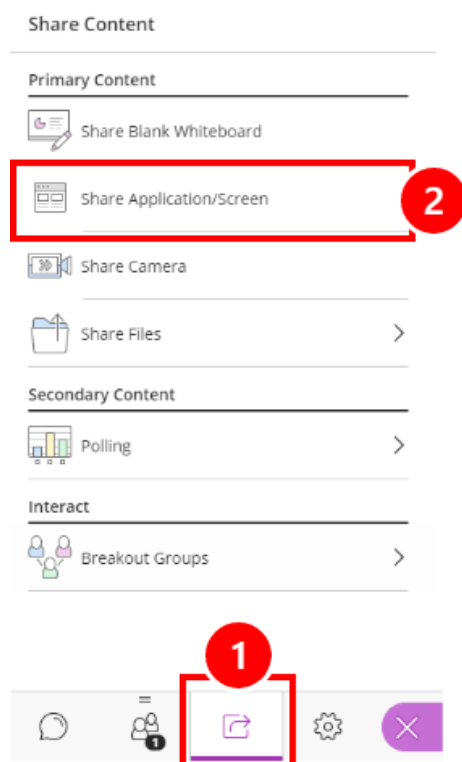 Share Content
Primary Content
Share Blank Whiteboard
Share Application/Screen
2
Share Camera
Share Files
Secondary Content
Polling
Interact
Breakout Groups
1
1